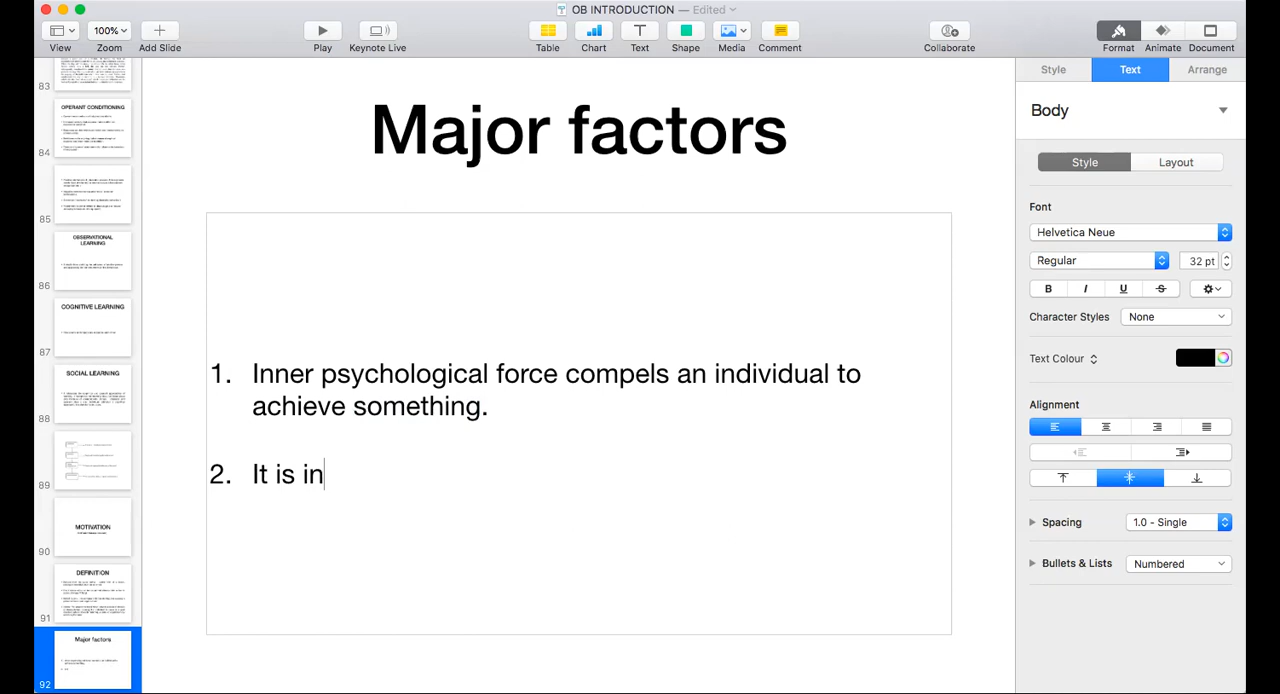 OB INTRODUCTION — Edited
100%
View
Zoom
Add Slide
Play
Keynote Live
Table
Chart
Text
Shape
Media
Comment
Collaborate
Format
Animate
Document
83
OPERANT CONDITIONING
84
85
OBSERVATIONAL
LEARNING
86
COGNITIVE LEARNING
87
SOCIAL LEARNING
88
89
MOTIVATION
90
DEFINITION
91
Major factors
92
Major factors
1. Inner psychological force compels an individual to
achieve something.
2. It is in
Style
Text
Arrange
Body
Style
Layout
Font
Helvetica Neue
Regular
32 pt
B I U S
Character Styles
None
Text Colour
Alignment
Spacing
1.0 - Single
Bullets & Lists
Numbered